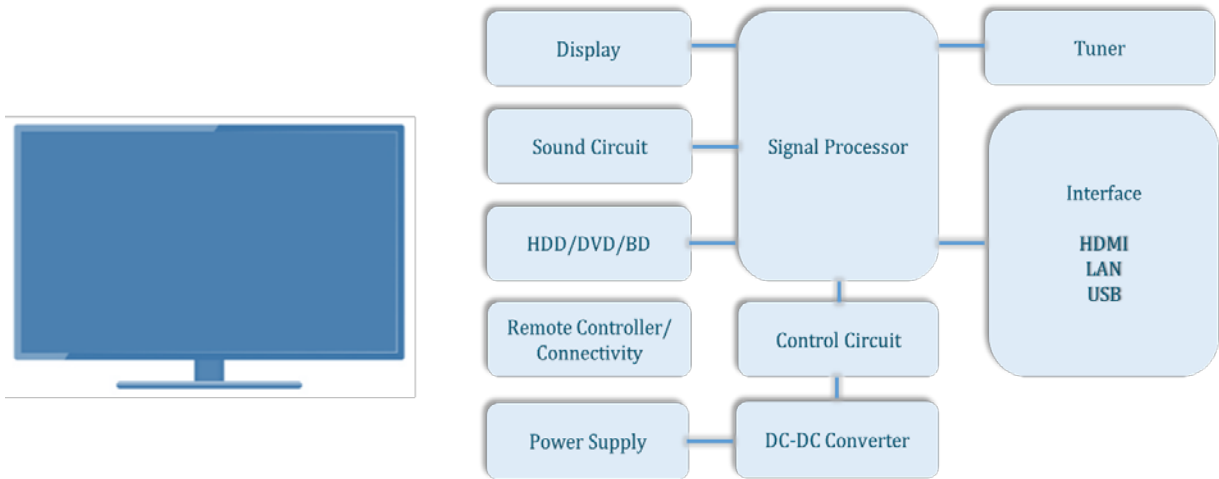 Display
Signal Processor
Tuner
Sound Circuit
HDD/DVD/BD
Interface
HDMI
LAN
USB
Remote Controller/
Connectivity
Control Circuit
Power Supply
DC-DC Converter